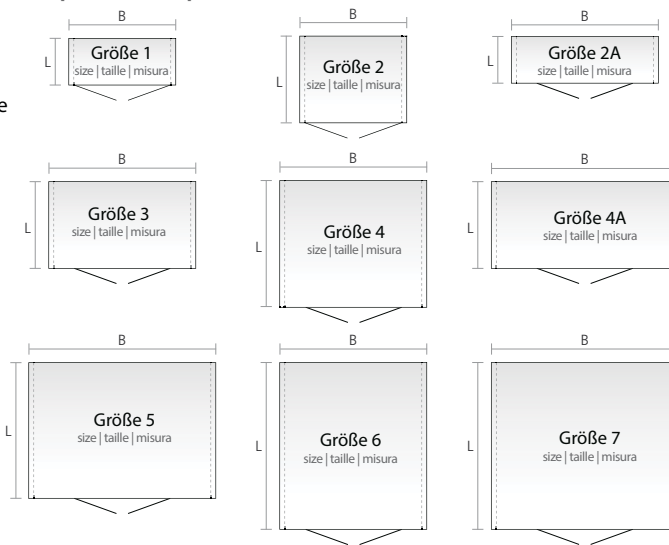 B B B
L Größe 1
size | taille | misura
L Größe 2
size | taille | misura
L Größe 2A
size | taille | misura
e
B B B
L Größe 3
size | taille | misura
L Größe 4
size | taille | misura
L Größe 4A
size | taille | misura
B B B
L Größe 5
size | taille | misura
L Größe 6
size | taille | misura
L Größe 7
size | taille | misura